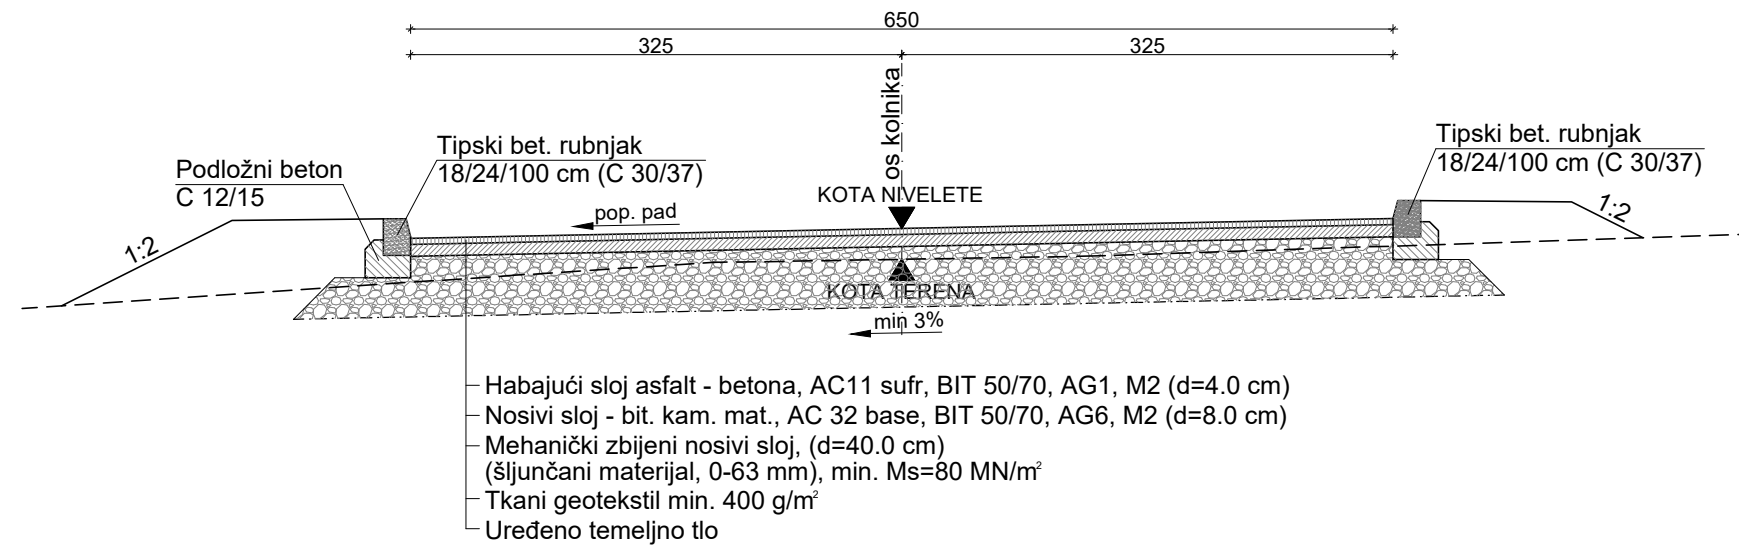 650
325
325
os kolnika
Tipski bet. rubnjak
18/24/100 cm (C 30/37)
Tipski bet. rubnjak
18/24/100 cm (C 30/37)
Podložni beton
C 12/15
KOTA NIVELETE
pop. pad
1:2
1:2
KOTA TERENA
min 3%
Habajući sloj asfalt - betona, AC11 sufr, BIT 50/70, AG1, M2 (d=4.0 cm)
Nosivi sloj - bit. kam. mat., AC 32 base, BIT 50/70, AG6, M2 (d=8.0 cm)
Mehanički zbijeni nosivi sloj, (d=40.0 cm)
(šljunčani materijal, 0-63 mm), min. Ms=80 MN/m²
Tkani geotekstil min. 400 g/m²
Uređeno temeljno tlo